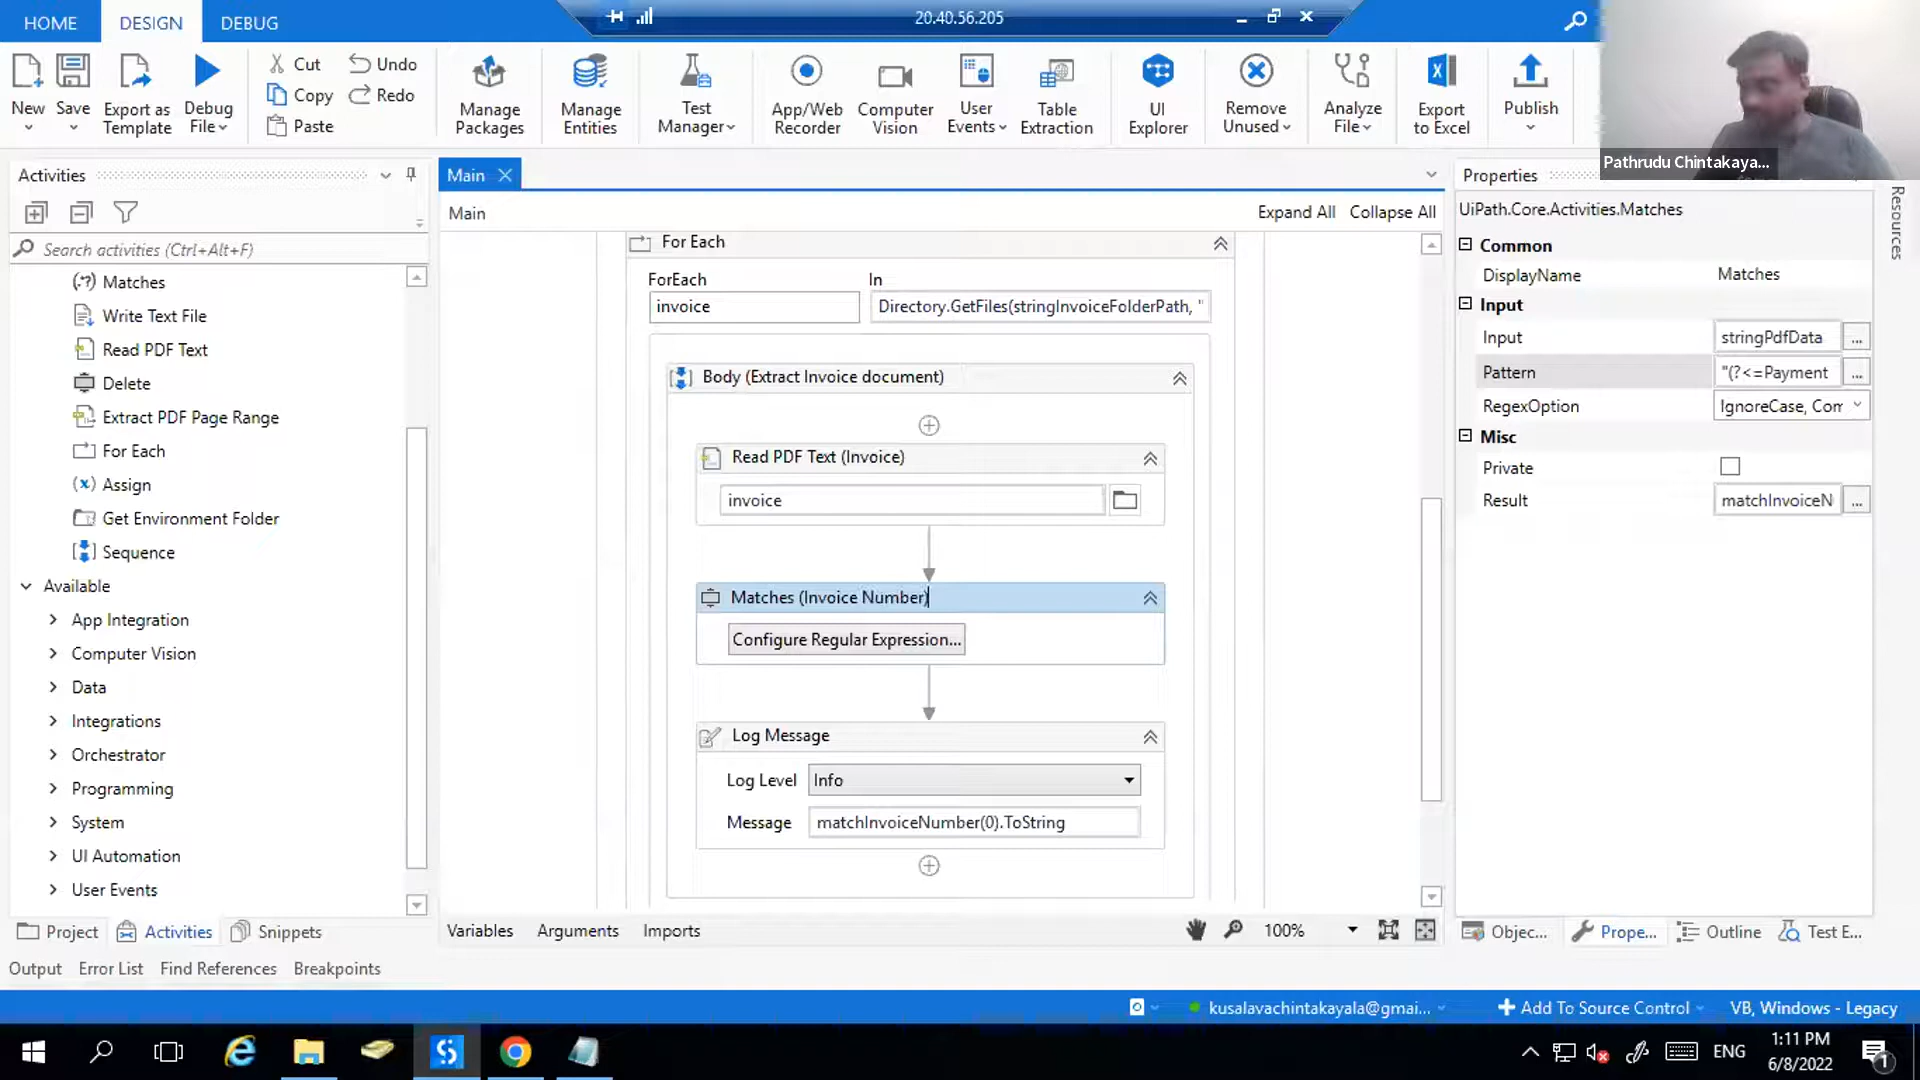 HOME
DESIGN
DEBUG
20.40.56.205
New
Save
Export as
Template
Debug
File
Cut
Copy
Paste
Undo
Redo
Manage
Packages
Manage
Entities
Test
Manager
App/Web
Recorder
Computer
Vision
User
Events
Table
Extraction
UI
Explorer
Remove
Unused
Analyze
File
Export
to Excel
Publish
Pathrudu Chintakaya...
Activities
Search activities (Ctrl+Alt+F)
Matches
Write Text File
Read PDF Text
Delete
Extract PDF Page Range
For Each
Assign
Get Environment Folder
Sequence
Available
App Integration
Computer Vision
Data
Integrations
Orchestrator
Programming
System
UI Automation
User Events
Project
Activities
Snippets
Main
Main
Expand All
Collapse All
For Each
ForEach
In
invoice
Directory.GetFiles(stringInvoiceFolderPath, "
Body (Extract Invoice document)
Read PDF Text (Invoice)
invoice
Matches (Invoice Number)
Configure Regular Expression...
Log Message
Log Level
Info
Message
matchInvoiceNumber(0).ToString
Variables
Arguments
Imports
100%
Properties
UiPath.Core.Activities.Matches
Common
DisplayName
Matches
Input
Input
stringPdfData
...
Pattern
"(?<=Payment
...
RegexOption
IgnoreCase, Com
Misc
Private
Result
matchInvoiceN
...
Resources
Objec...
Prope...
Outline
Test E...
Output
Error List
Find References
Breakpoints
kusalavachintakayala@gmai...
Add To Source Control
VB, Windows - Legacy
ENG
1:11 PM
6/8/2022
1